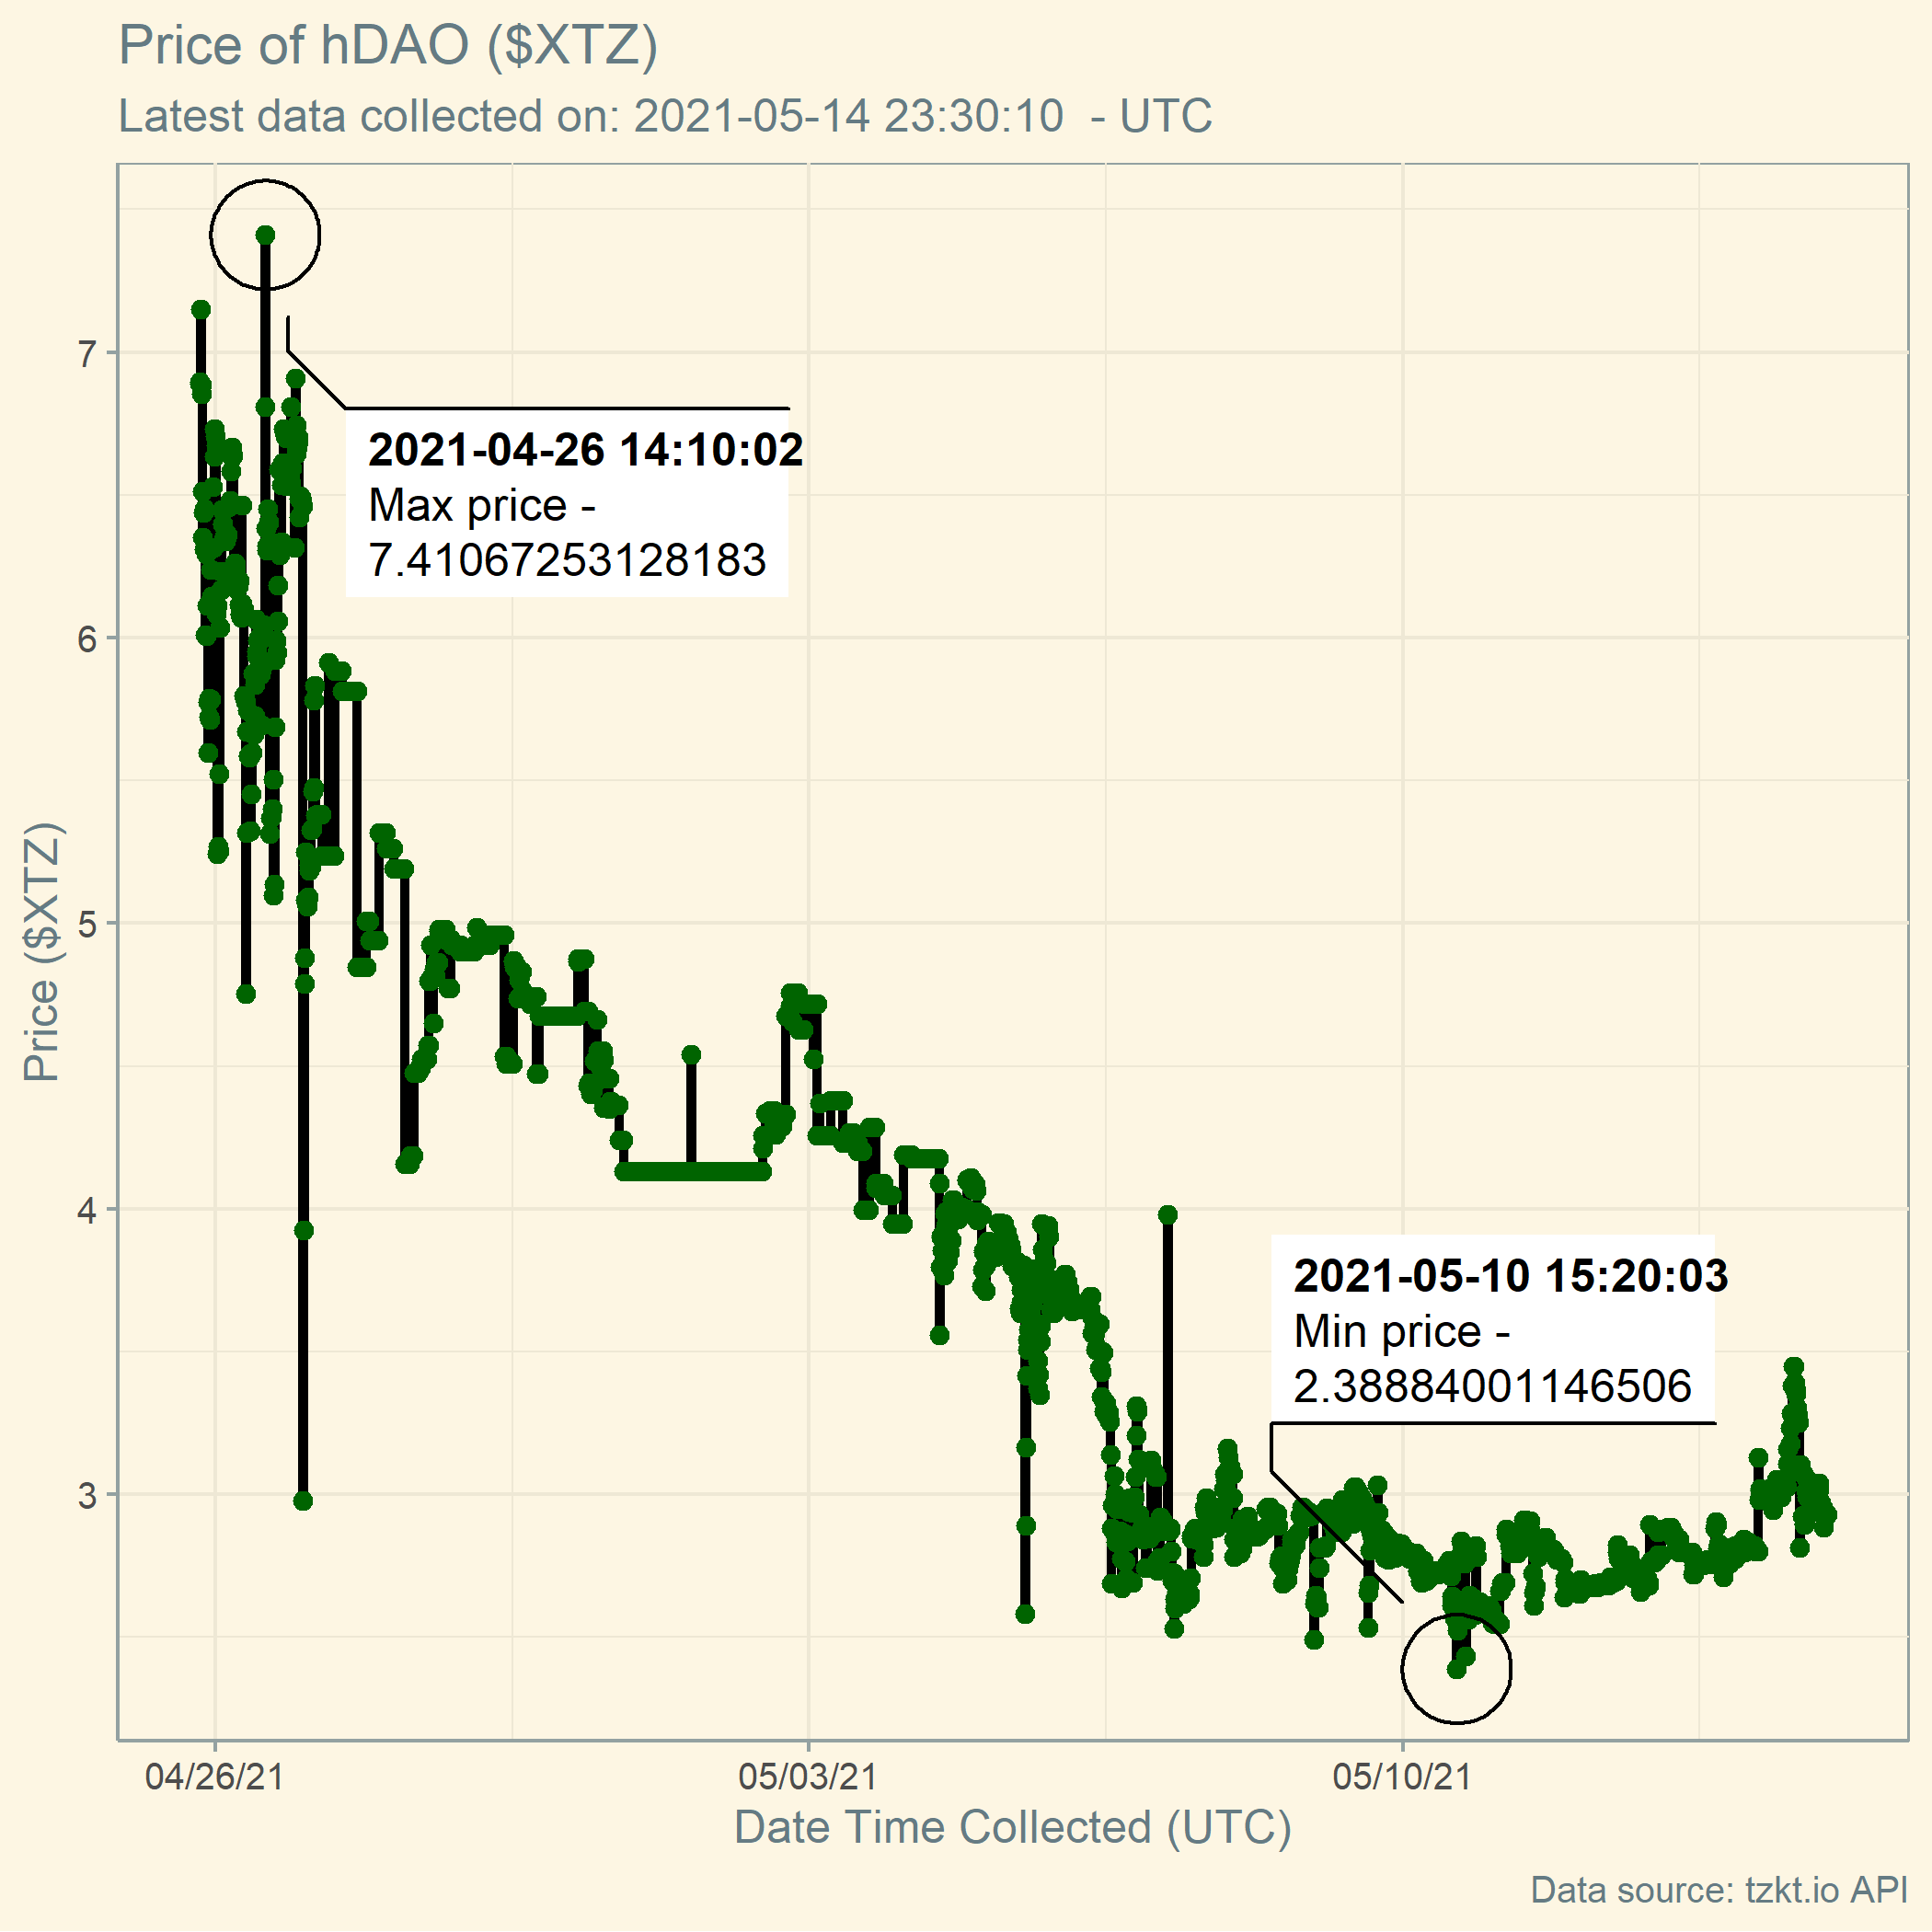 Price of hDAO ($XTZ)
Latest data collected on: 2021-05-14 23:30:10  - UTC
2021-04-26 14:10:02
Max price -
7.41067253128183
2021-05-10 15:20:03
Min price -
2.38884001146506
Price ($XTZ)
7
6
5
4
3
04/26/21
05/03/21
05/10/21
Date Time Collected (UTC)
Data source: tzkt.io API